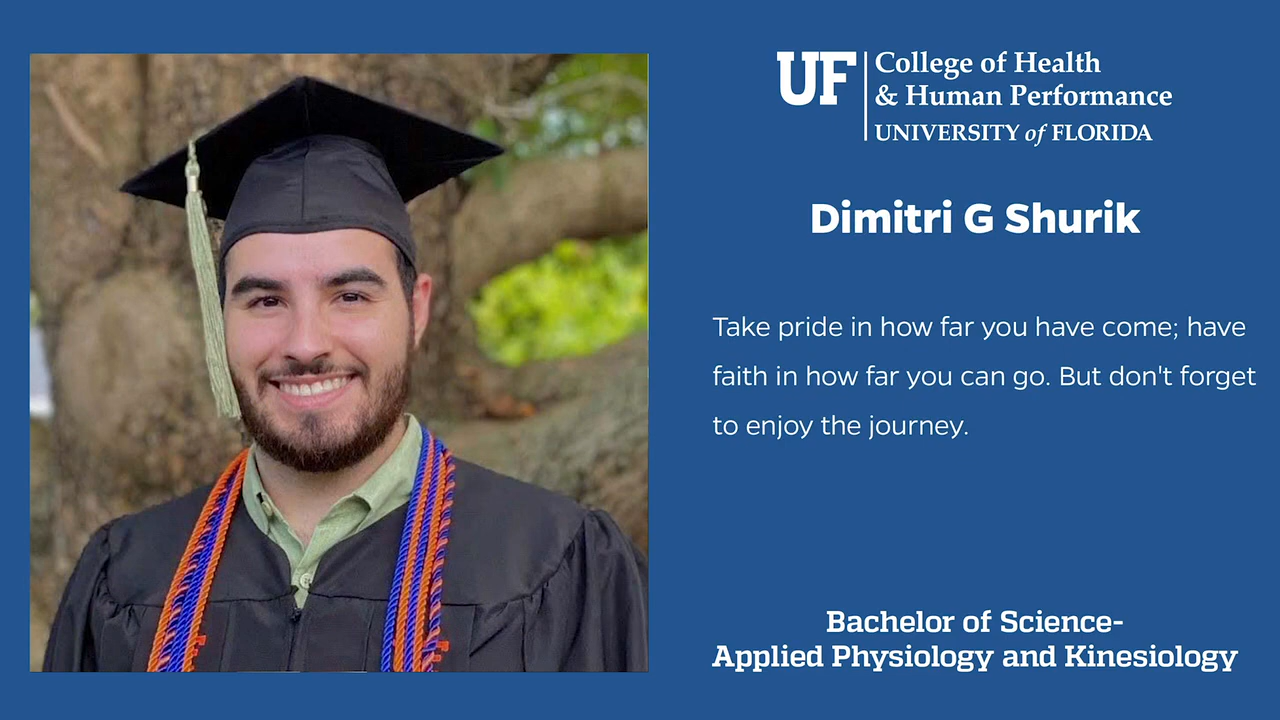 UF
College of Health
& Human Performance
UNIVERSITY of FLORIDA
Dimitri G Shurik
Take pride in how far you have come; have
faith in how far you can go. But don't forget
to enjoy the journey.
Bachelor of Science-
Applied Physiology and Kinesiology